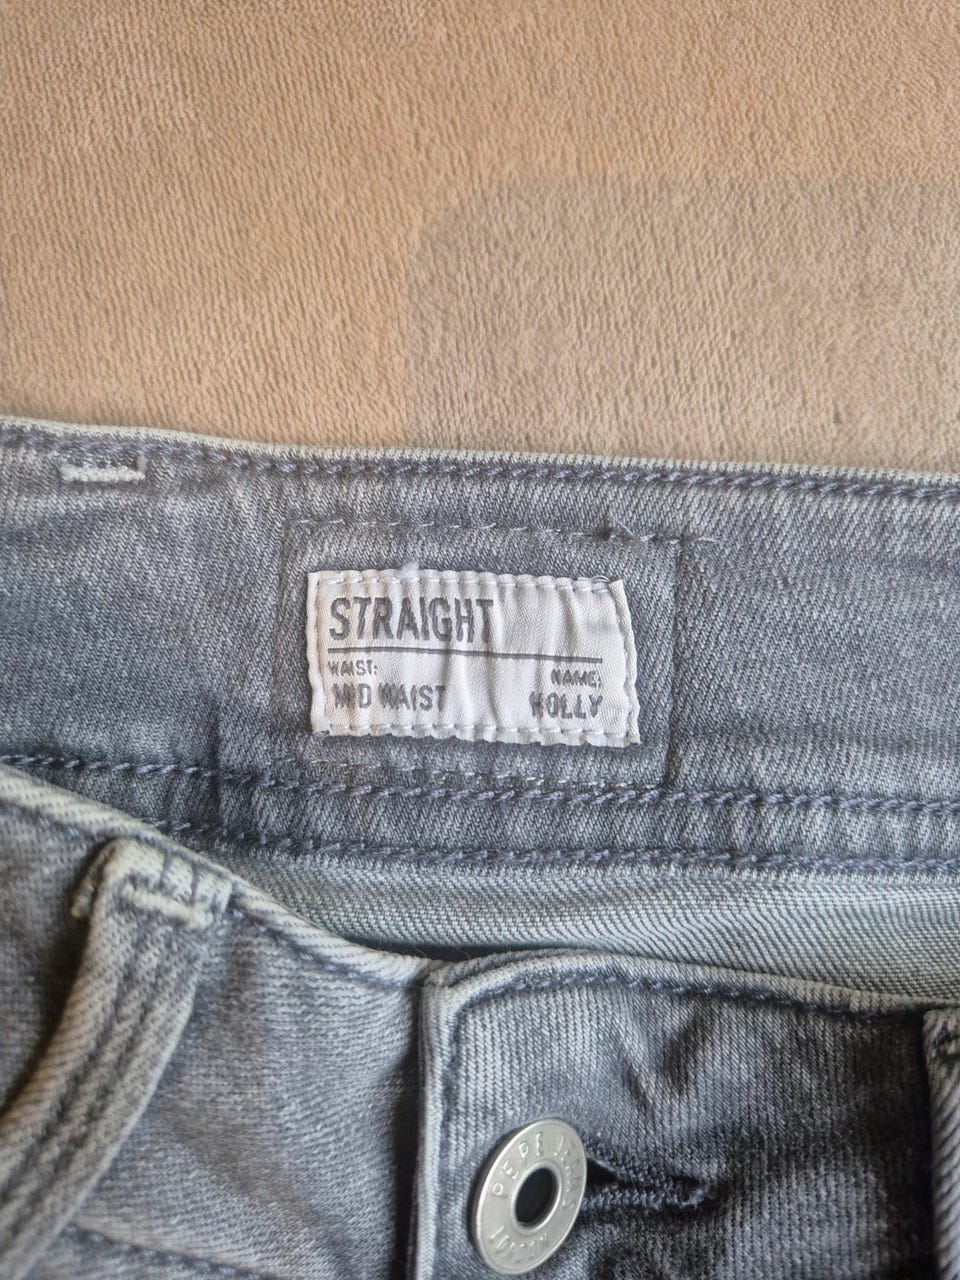 STRAIGHT
WAIST: NAME:
MID WAIST HOLLY
PEPE JEANS
LONDON